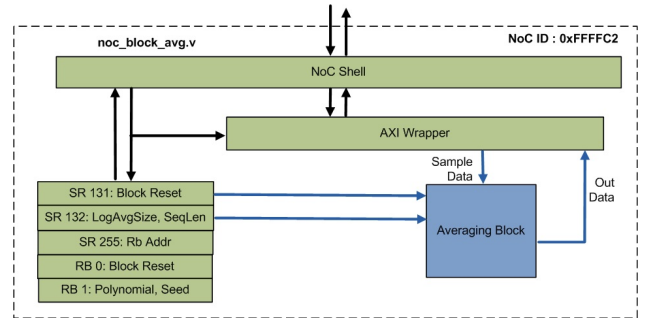 noc_block_avg.v
NoC ID : 0xFFFFC2
NoC Shell
AXI Wrapper
Sample
Data
Out
Data
SR 131: Block Reset
SR 132: LogAvgSize, SeqLen
SR 255: Rb Addr
RB 0: Block Reset
RB 1: Polynomial, Seed
Averaging Block